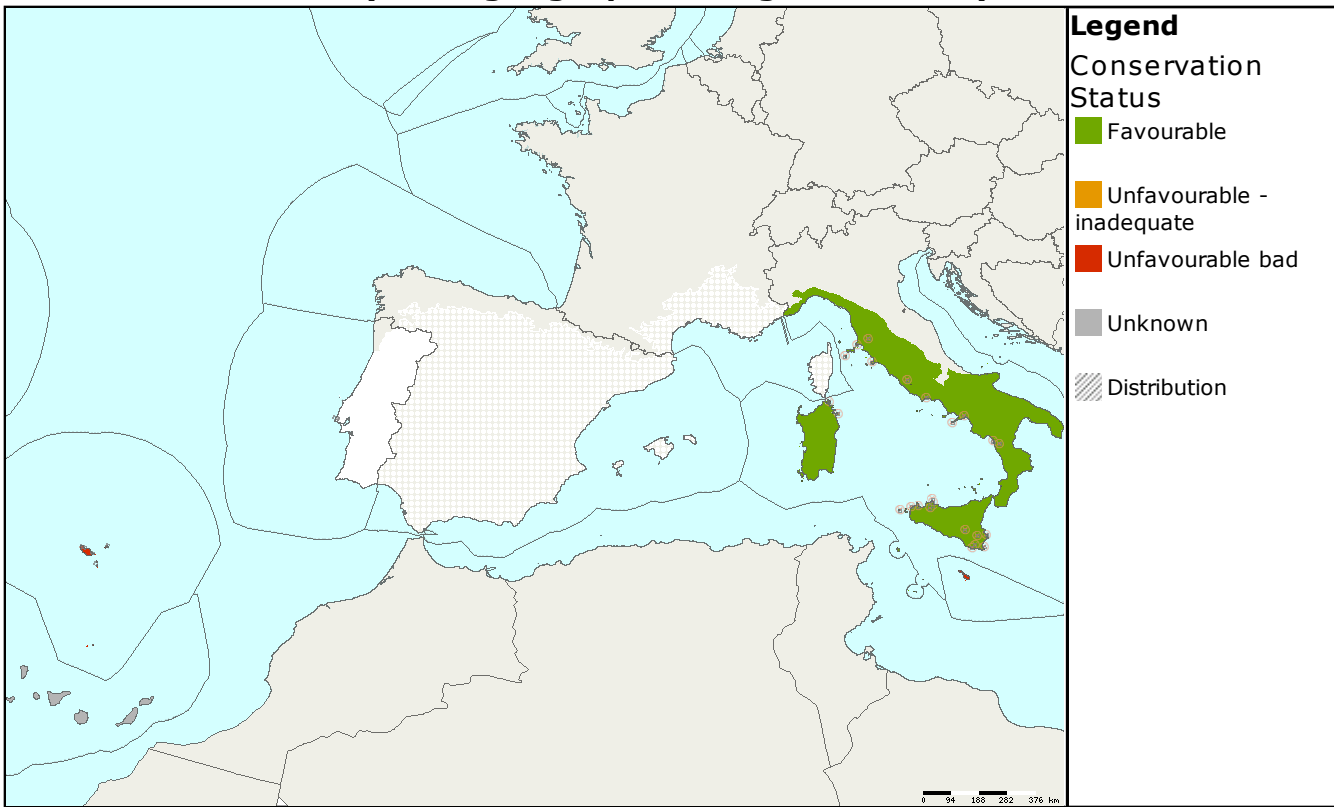 Legend
Conservation
Status
Favourable
Unfavourable -
inadequate
Unfavourable bad
Unknown
Distribution
0 94 188 282 376 km